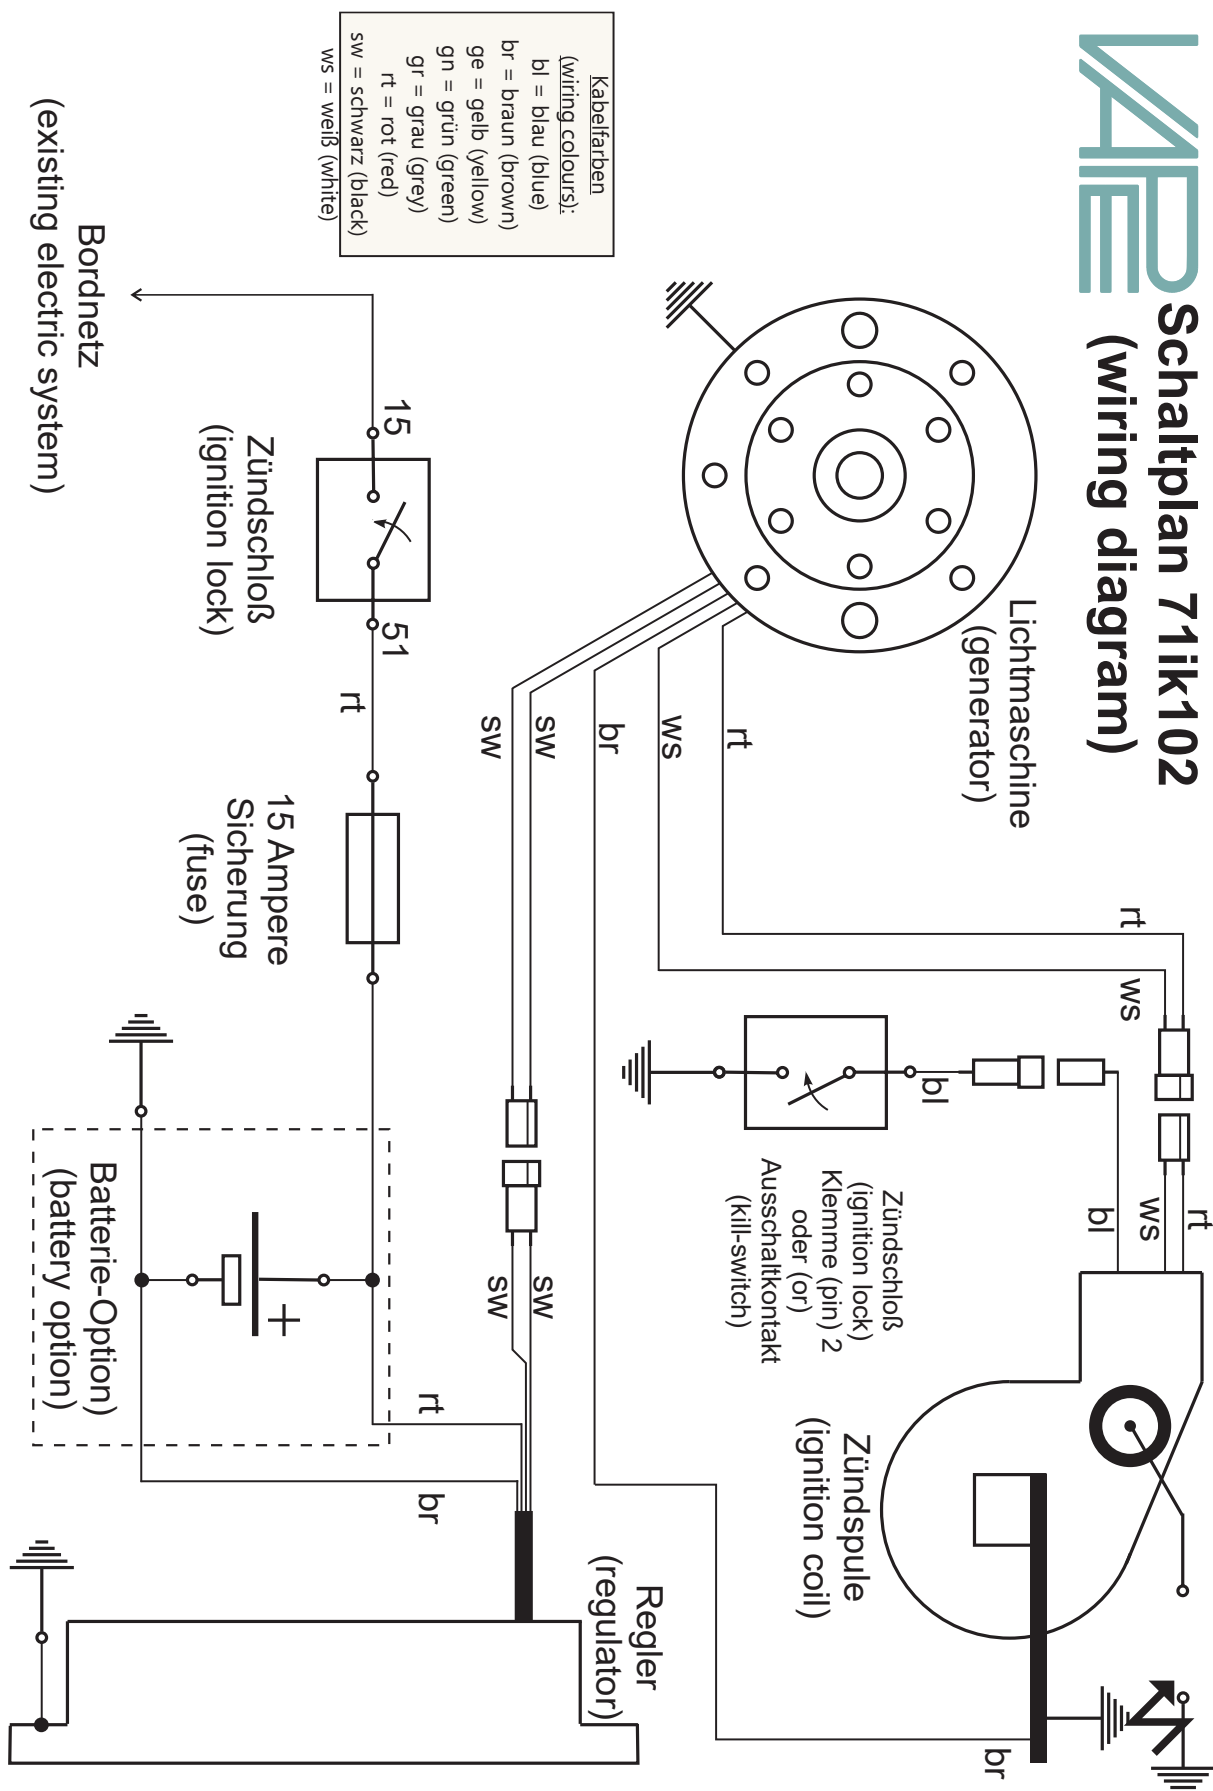 VAPE
Schaltplan 71ik102
(wiring diagram)
Lichtmaschine
(generator)
rt
ws
br
sw
sw
rt
ws
rt
ws
bl
bl
Zündschloß
(ignition lock)
Klemme (pin) 2
oder (or)
Ausschaltkontakt
(kill-switch)
Zündspule
(ignition coil)
br
Kabelfarben
(wiring colours):
bl = blau (blue)
br = braun (brown)
ge = gelb (yellow)
gn = grün (green)
gr = grau (grey)
rt = rot (red)
sw = schwarz (black)
ws = weiß (white)
sw
sw
Regler
(regulator)
15
51
rt
rt
br
Zündschloß
(ignition lock)
15 Ampere
Sicherung
(fuse)
+
Batterie-Option)
(battery option)
Bordnetz
(existing electric system)